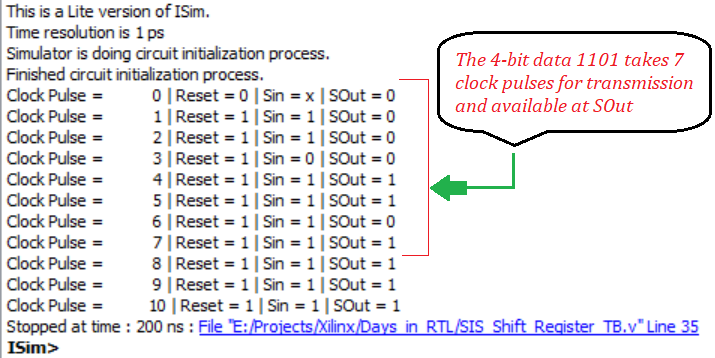 This is a Lite version of ISim.
Time resolution is 1 ps
Simulator is doing circuit initialization process.
Finished circuit initialization process.
Clock Pulse = 0 | Reset = 0 | Sin = x | SOut = 0
Clock Pulse = 1 | Reset = 1 | Sin = 1 | SOut = 0
Clock Pulse = 2 | Reset = 1 | Sin = 1 | SOut = 0
Clock Pulse = 3 | Reset = 1 | Sin = 0 | SOut = 0
Clock Pulse = 4 | Reset = 1 | Sin = 1 | SOut = 1
Clock Pulse = 5 | Reset = 1 | Sin = 1 | SOut = 1
Clock Pulse = 6 | Reset = 1 | Sin = 1 | SOut = 0
Clock Pulse = 7 | Reset = 1 | Sin = 1 | SOut = 1
Clock Pulse = 8 | Reset = 1 | Sin = 1 | SOut = 1
Clock Pulse = 9 | Reset = 1 | Sin = 1 | SOut = 1
Clock Pulse = 10 | Reset = 1 | Sin = 1 | SOut = 1
Stopped at time : 200 ns : File "E:/Projects/Xilinx/Days_in_RTL/SIS_Shift_Register_TB.v" Line 35
ISim>
The 4-bit data 1101 takes 7
clock pulses for transmission
and available at SOut